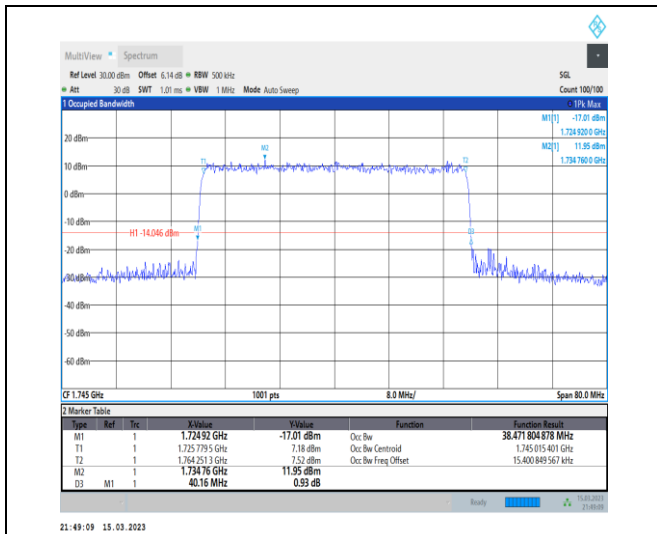 MultiView Spectrum
Ref Level 30.00 dBm Offset 6.14 dB RBW 500 kHz SGL
Att 30 dB SWT 1.01 ms VBW 1 MHz Mode Auto Sweep Count 100/100
1 Occupied Bandwidth 1Pk Max
M1[1] -17.01 dBm
1.724 920 0 GHz
M2[1] 11.95 dBm
1.734 760 0 GHz
20 dBm
M2
T1 T2
10 dBm
0 dBm
-10 dBm
H1 -14.046 dBm M1 D3
-20 dBm
-30 dBm
-40 dBm
-50 dBm
-60 dBm
CF 1.745 GHz 1001 pts 8.0 MHz/ Span 80.0 MHz
2 Marker Table
Type Ref Trc X-Value Y-Value Function Function Result
M1 1 1.724 92 GHz -17.01 dBm Occ Bw 38.471 804 878 MHz
T1 1 1.725 779 5 GHz 7.18 dBm Occ Bw Centroid 1.745 015 401 GHz
T2 1 1.764 251 3 GHz 7.52 dBm Occ Bw Freq Offset 15.400 849 567 kHz
M2 1 1.734 76 GHz 11.95 dBm
D3 M1 1 40.16 MHz 0.93 dB
Ready 15.03.2023
21:49:09
21:49:09 15.03.2023